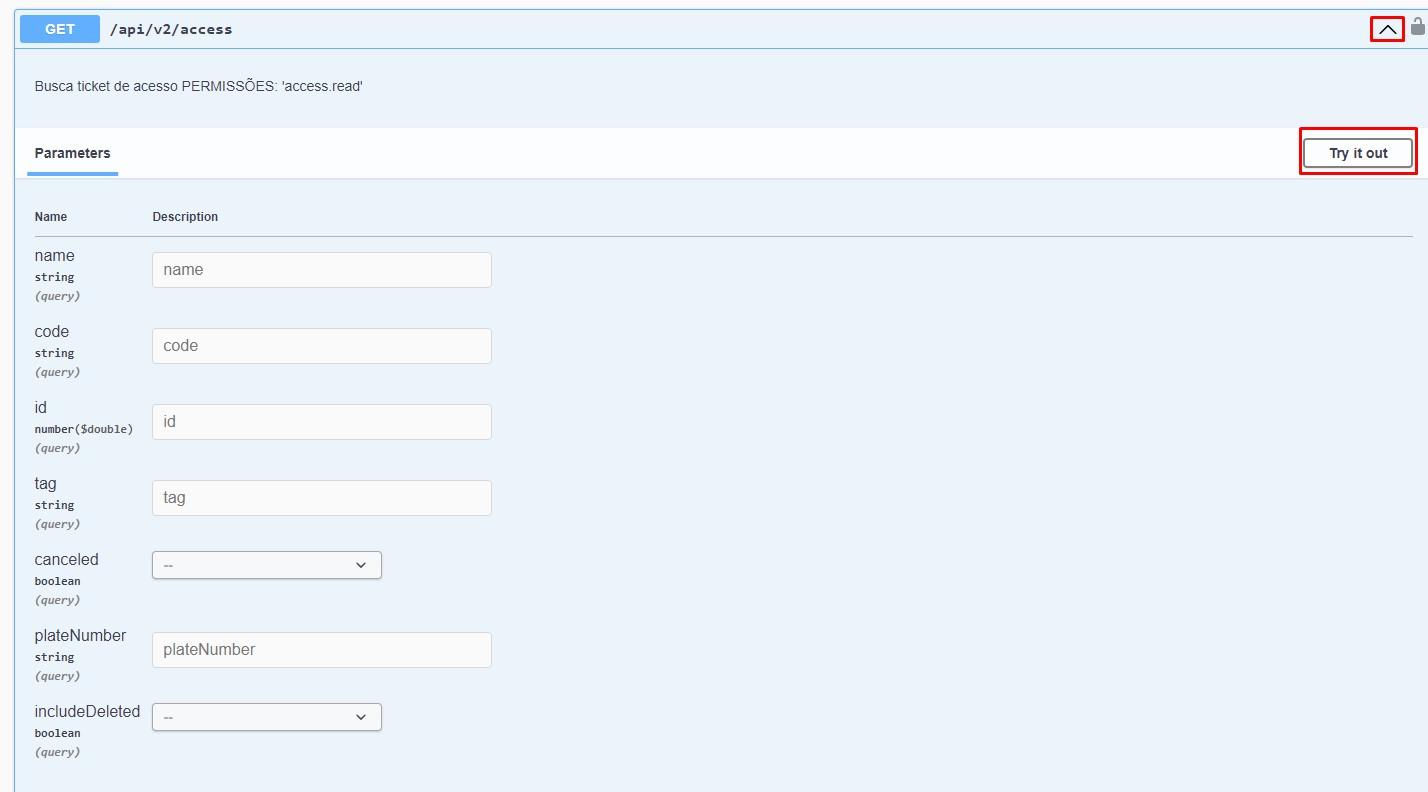 GET /api/v2/access
Busca ticket de acesso PERMISSÕES: 'access.read'
Parameters
Try it out
Name Description
name
string
(query)
name
code
string
(query)
code
id
number($double)
(query)
id
tag
string
(query)
tag
canceled
boolean
(query)
--
plateNumber
string
(query)
plateNumber
includeDeleted
boolean
(query)
--